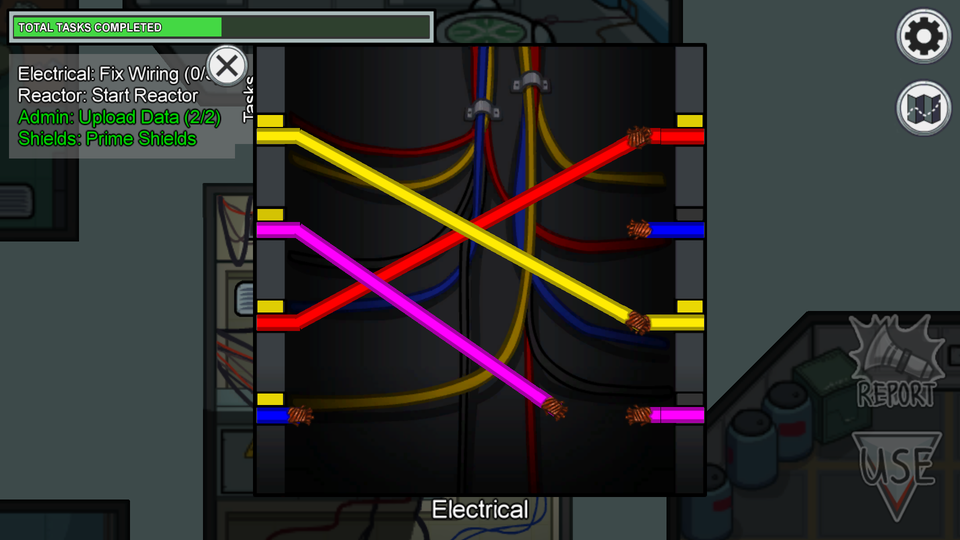 TOTAL TASKS COMPLETED
Electrical: Fix Wiring (0/
Reactor: Start Reactor
Admin: Upload Data (2/2)
Shields: Prime Shields
Tasks
REPORT
USE
Electrical